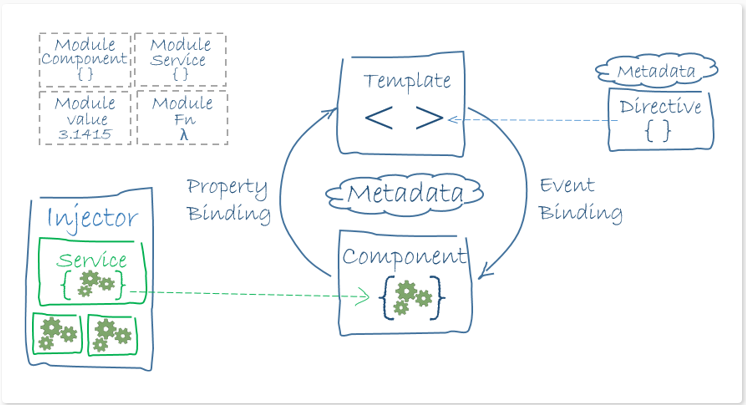 Module
Component
{ }
Module
Service
{ }
Module
value
3.1415
Module
Fn
λ
Template
< >
Metadata
Directive
{ }
Property
Binding
Metadata
Event
Binding
Injector
Service
{ }
Component
{ }